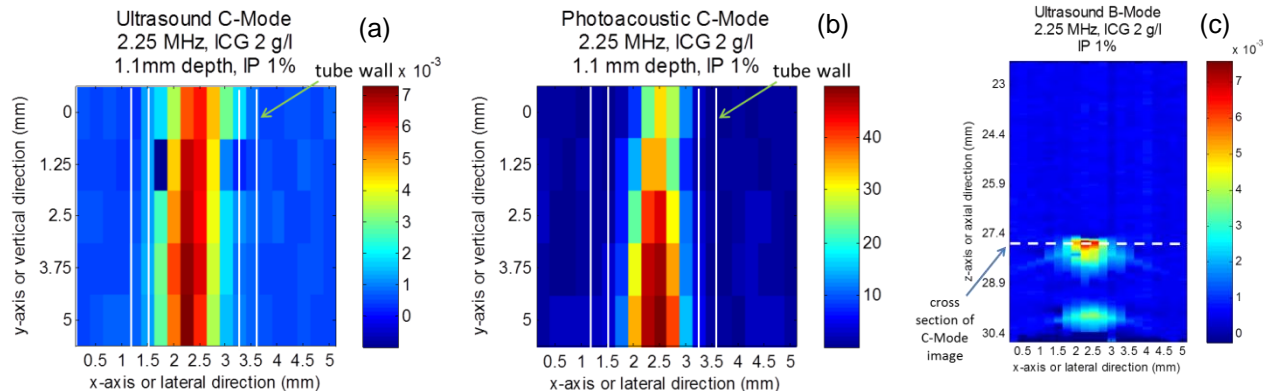 Ultrasound C-Mode
2.25 MHz, ICG 2 g/l
1.1mm depth, IP 1%
(a)
tube wall
x 10⁻³
0
1.25
2.5
3.75
5
y-axis or vertical direction (mm)
0.5 1 1.5 2 2.5 3 3.5 4 4.5 5
x-axis or lateral direction (mm)
7
6
5
4
3
2
1
0
Photoacoustic C-Mode
2.25 MHz, ICG 2 g/l
1.1 mm depth, IP 1%
(b)
tube wall
0
1.25
2.5
3.75
5
y-axis or vertical direction (mm)
0.5 1 1.5 2 2.5 3 3.5 4 4.5 5
x-axis or lateral direction (mm)
40
30
20
10
Ultrasound B-Mode
2.25 MHz, ICG 2 g/l
IP 1%
(c)
x 10⁻³
23
24.4
25.9
27.4
28.9
30.4
z-axis or axial direction (mm)
cross
section of
C-Mode
image
0.5 1 1.5 2 2.5 3 3.5 4 4.5 5
x-axis or lateral direction (mm)
7
6
5
4
3
2
1
0